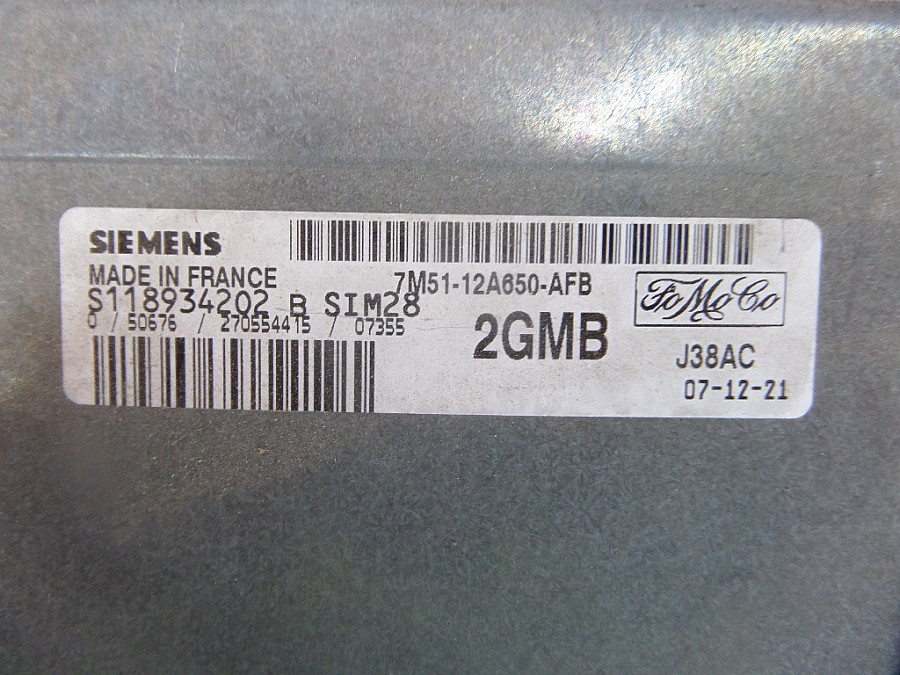 SIEMENS
MADE IN FRANCE
7M51-12A650-AFB
FoMoCo
S118934202 B SIM28
0 / 50676 / 270554415 / 07355
2GMB
J38AC
07-12-21